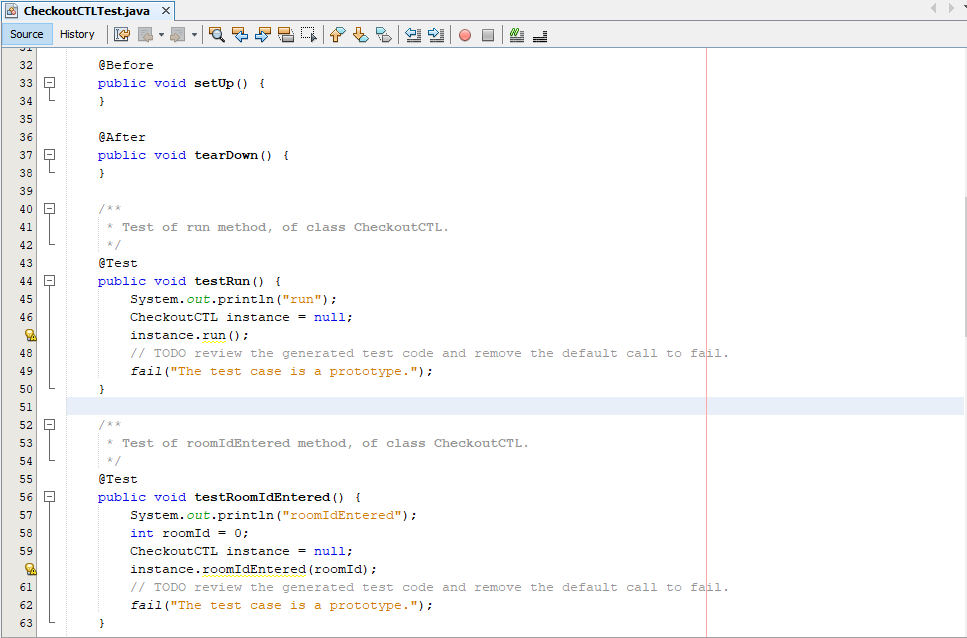 CheckoutCTLTest.java
Source History
31
32 @Before
33 public void setUp() {
34 }
35
36 @After
37 public void tearDown() {
38 }
39
40 /**
41 * Test of run method, of class CheckoutCTL.
42 */
43 @Test
44 public void testRun() {
45 System.out.println("run");
46 CheckoutCTL instance = null;
instance.run();
48 // TODO review the generated test code and remove the default call to fail.
49 fail("The test case is a prototype.");
50 }
51
52 /**
53 * Test of roomIdEntered method, of class CheckoutCTL.
54 */
55 @Test
56 public void testRoomIdEntered() {
57 System.out.println("roomIdEntered");
58 int roomId = 0;
59 CheckoutCTL instance = null;
instance.roomIdEntered(roomId);
61 // TODO review the generated test code and remove the default call to fail.
62 fail("The test case is a prototype.");
63 }